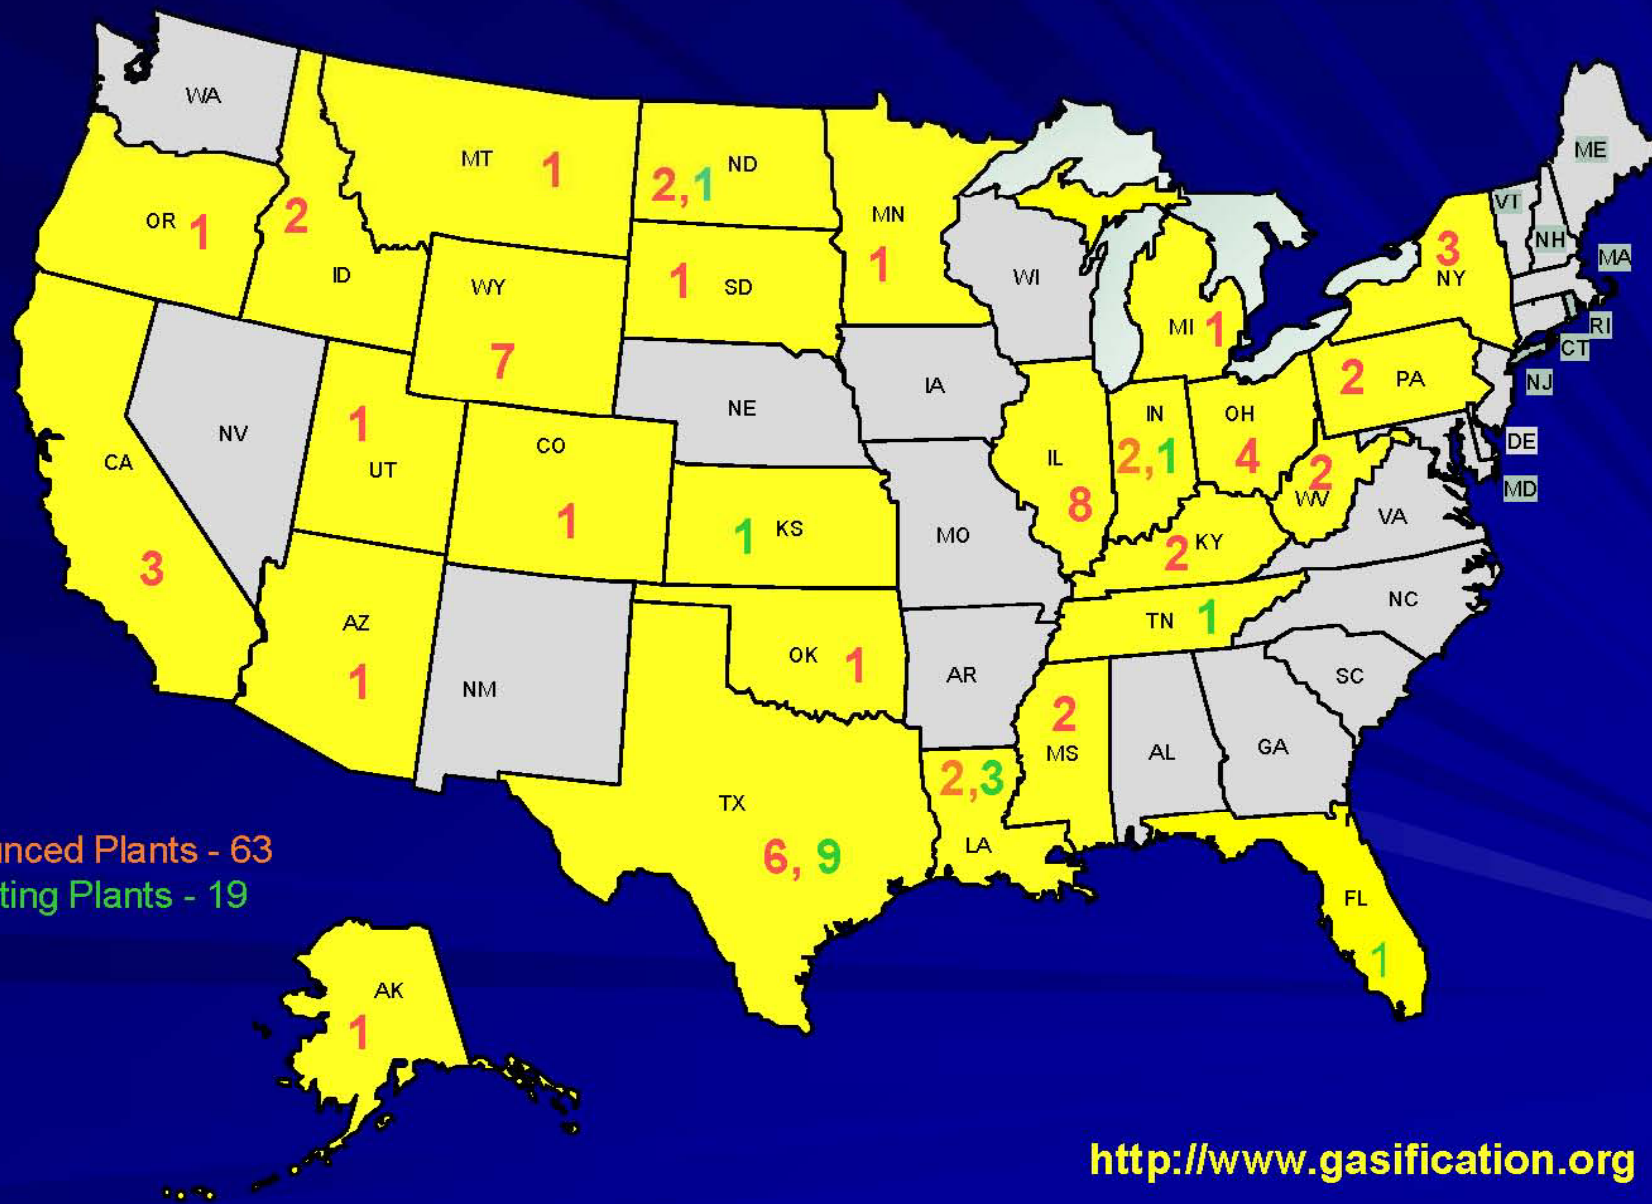 WA
MT 1
2,1 ND
ME
VT
NH
MA
RI
CT
NJ
DE
MD
OR 1
2
ID
WY
7
1 SD
MN
1
WI
MI 1
3
NY
2 PA
NV
CA
3
1
UT
CO
1
NE
IA
IL
8
IN
2,1
OH
4
2
WV
VA
1 KS
MO
2 KY
NC
TN 1
AZ
1
NM
OK 1
AR
SC
2
MS
AL
GA
TX
6, 9
2,3
LA
FL
1
nced Plants - 63
ting Plants - 19
AK
1
http://www.gasification.org